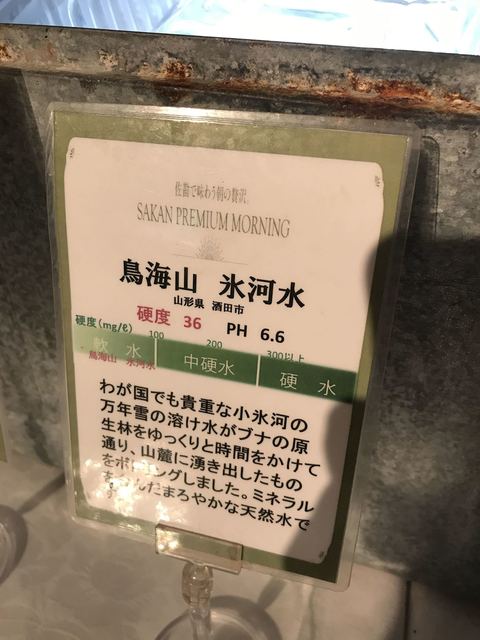 佐勘で味わう朝の贅沢。
SAKAN PREMIUM MORNING
鳥海山 氷河水
山形県 酒田市
硬度 36 PH 6.6
硬度(mg/ℓ) 100 200 300以上
軟 水 中硬水 硬 水
鳥海山 氷河水
わが国でも貴重な小氷河の
万年雪の溶け水がブナの原
生林をゆっくりと時間をかけて
通り、山麓に湧き出したもの
をボトリングしました。ミネラル
んだまろやかな天然水で